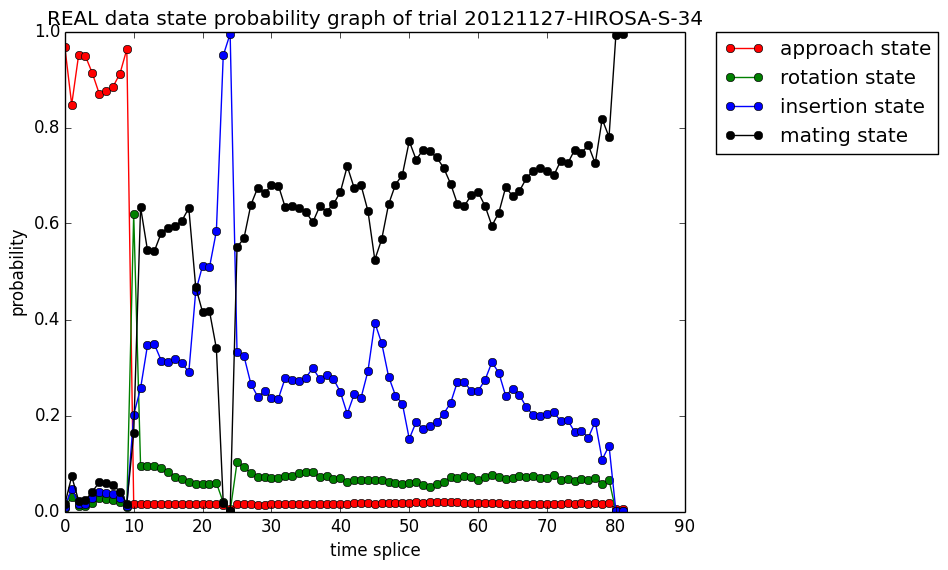 REAL data state probability graph of trial 20121127-HIROSA-S-34
approach state
rotation state
insertion state
mating state
1.0
0.8
0.6
0.4
0.2
0.0
probability
0 10 20 30 40 50 60 70 80 90
time splice